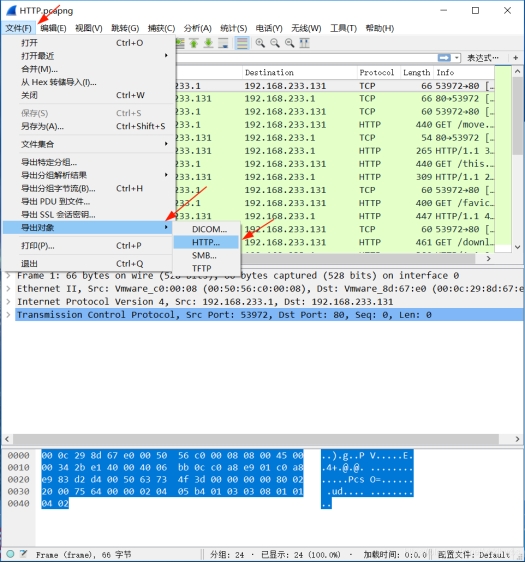 HTTP.pcapng
文件(F) 编辑(E) 视图(V) 跳转(G) 捕获(C) 分析(A) 统计(S) 电话(Y) 无线(W) 工具(T) 帮助(H)
打开 Ctrl+O
打开最近
合并(M)...
从 Hex 转储导入(I)...
关闭 Ctrl+W
保存(S) Ctrl+S
另存为(A)... Ctrl+Shift+S
文件集合
导出特定分组...
导出分组解析结果
导出分组字节流(B)... Ctrl+H
导出 PDU 到文件...
导出 SSL 会话密钥...
导出对象
打印(P)... Ctrl+P
退出 Ctrl+Q
DICOM...
HTTP...
SMB...
TFTP
表达式… +
Destination Protocol Length Info
233.1 192.168.233.131 TCP 66 53972→80 [...
233.131 192.168.233.1 TCP 66 80→53972 [...
233.1 192.168.233.131 TCP 60 53972→80 [...
233.1 192.168.233.131 HTTP 440 GET /move...
233.131 192.168.233.1 TCP 54 80→53972 [...
233.131 192.168.233.1 HTTP 265 HTTP/1.1 3...
233.1 192.168.233.131 HTTP 440 GET /this...
233.131 192.168.233.1 HTTP 309 HTTP/1.1 2...
233.1 192.168.233.131 TCP 60 53972→80 [...
192.168.233.131 HTTP 400 GET /favic...
192.168.233.1 HTTP 447 HTTP/1.1 4...
192.168.233.131 TCP 60 53972→80 [...
192.168.233.131 HTTP 461 GET /downl...
Frame 1: 66 bytes on wire (528 bits), 66 bytes captured (528 bits) on interface 0
Ethernet II, Src: Vmware_c0:00:08 (00:50:56:c0:00:08), Dst: Vmware_8d:67:e0 (00:0c:29:8d:67:e
Internet Protocol Version 4, Src: 192.168.233.1, Dst: 192.168.233.131
Transmission Control Protocol, Src Port: 53972, Dst Port: 80, Seq: 0, Len: 0
0000 00 0c 29 8d 67 e0 00 50 56 c0 00 08 08 00 45 00 ..).g..P V.....E.
0010 00 34 2b e1 40 00 40 06 bb 0c c0 a8 e9 01 c0 a8 .4+.@.@. ........
0020 e9 83 d2 d4 00 50 63 73 4f 3d 00 00 00 00 80 02 .....Pcs O=......
0030 20 00 75 64 00 00 02 04 05 b4 01 03 03 08 01 01 .ud.... ........
0040 04 02 ..
Frame (frame), 66 字节 分组: 24 · 已显示: 24 (100.0%) · 加载时间: 0:0.0 配置文件: Default